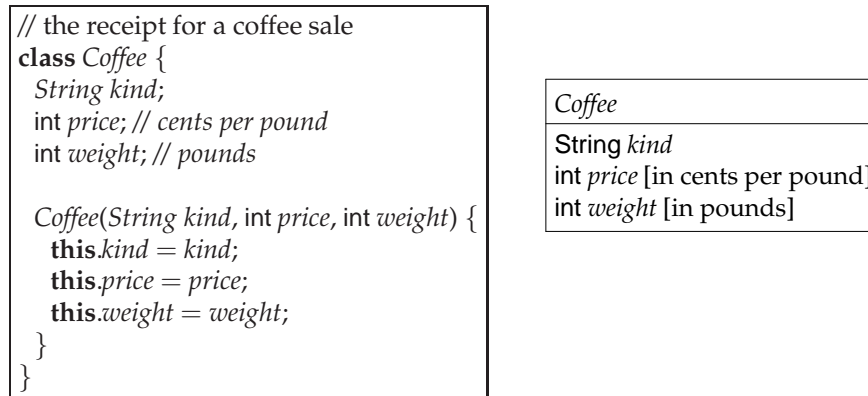 // the receipt for a coffee sale
class Coffee {
String kind;
int price; // cents per pound
int weight; // pounds
Coffee(String kind, int price, int weight) {
this.kind = kind;
this.price = price;
this.weight = weight;
}
}
Coffee
String kind
int price [in cents per pound]
int weight [in pounds]